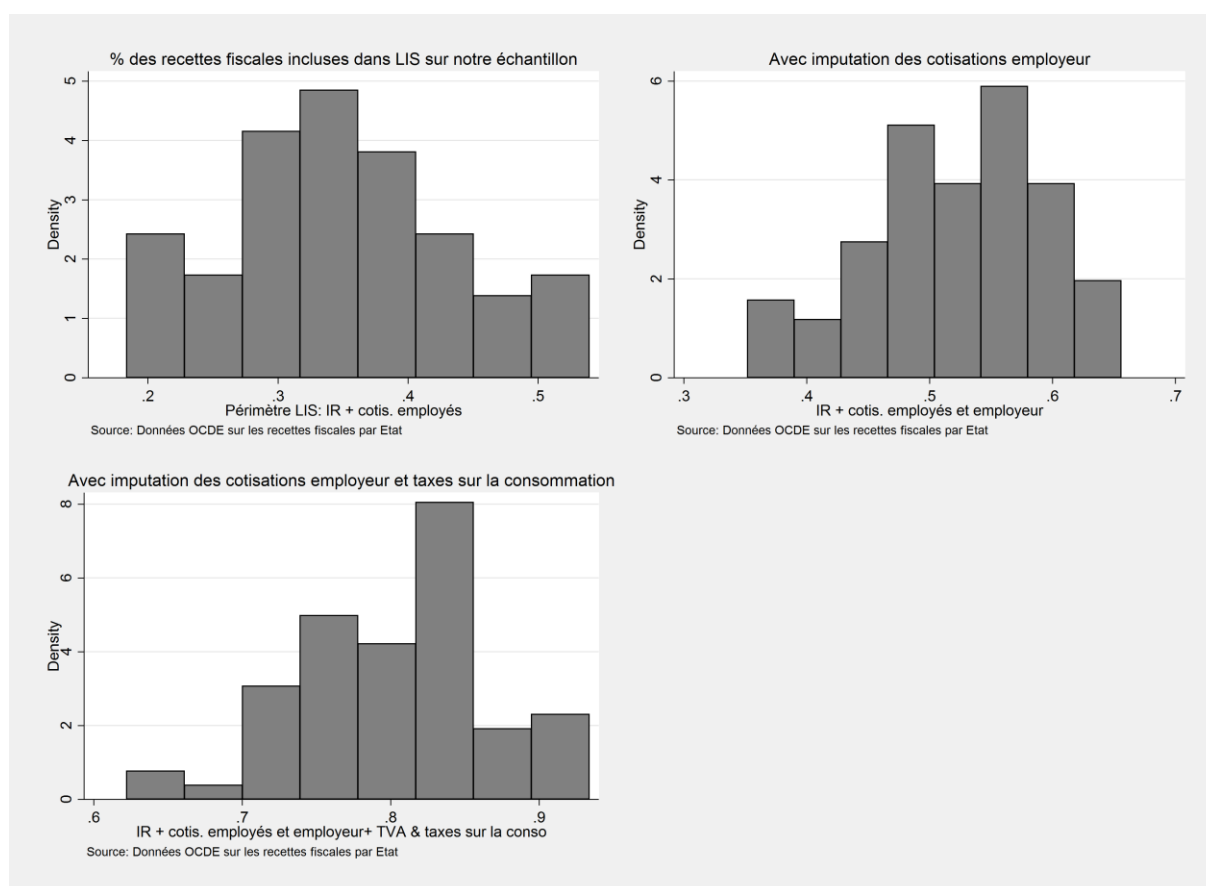 % des recettes fiscales incluses dans LIS sur notre échantillon
Density
5
4
3
2
1
0
.2 .3 .4 .5
Périmètre LIS: IR + cotis. employés
Source: Données OCDE sur les recettes fiscales par Etat
Avec imputation des cotisations employeur
Density
6
4
2
0
.3 .4 .5 .6 .7
IR + cotis. employés et employeur
Source: Données OCDE sur les recettes fiscales par Etat
Avec imputation des cotisations employeur et taxes sur la consommation
Density
8
6
4
2
0
.6 .7 .8 .9
IR + cotis. employés et employeur+ TVA & taxes sur la conso
Source: Données OCDE sur les recettes fiscales par Etat